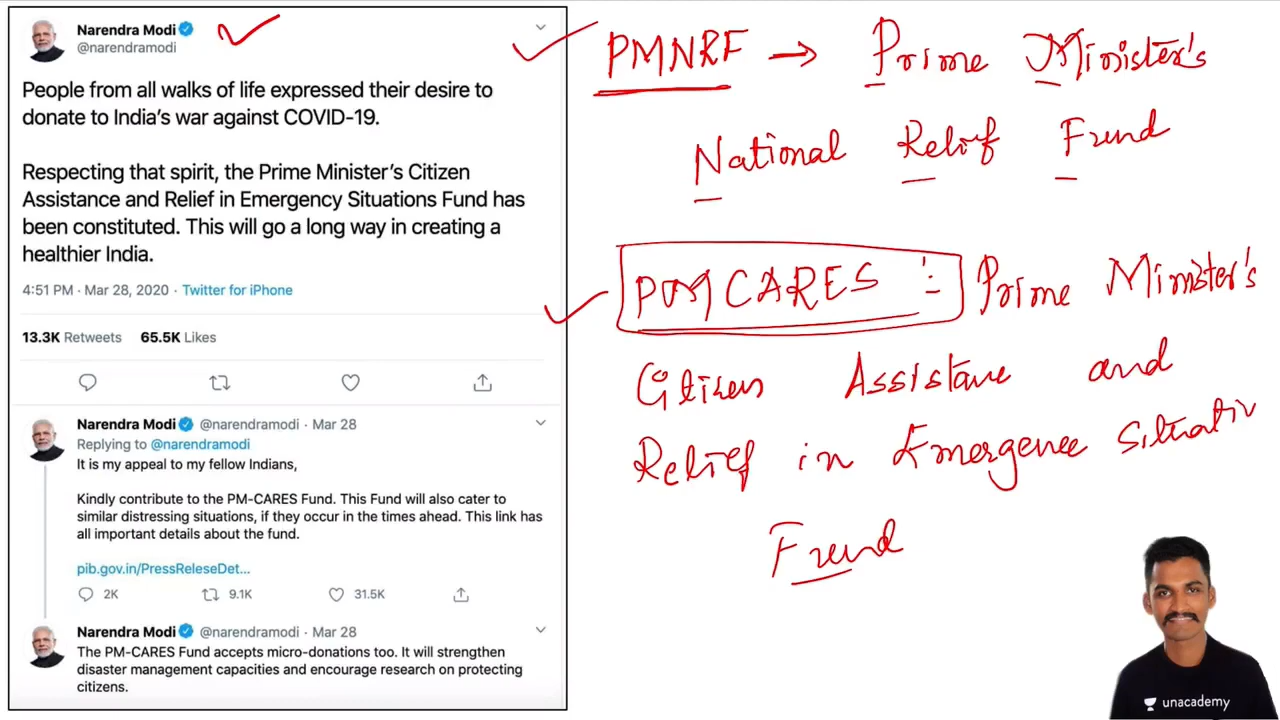 Narendra Modi
@narendramodi
People from all walks of life expressed their desire to
donate to India's war against COVID-19.
Respecting that spirit, the Prime Minister's Citizen
Assistance and Relief in Emergency Situations Fund has
been constituted. This will go a long way in creating a
healthier India.
4:51 PM · Mar 28, 2020 · Twitter for iPhone
13.3K Retweets 65.5K Likes
Narendra Modi @narendramodi · Mar 28
Replying to @narendramodi
It is my appeal to my fellow Indians,
Kindly contribute to the PM-CARES Fund. This Fund will also cater to
similar distressing situations, if they occur in the times ahead. This link has
all important details about the fund.
pib.gov.in/PressReleseDet...
2K 9.1K 31.5K
Narendra Modi @narendramodi · Mar 28
The PM-CARES Fund accepts micro-donations too. It will strengthen
disaster management capacities and encourage research on protecting
citizens.
PMNRF → Prime Minister's
National Relief Fund
PM CARES :- Prime Minister's
Citizen Assistane and
Relief in Emergence Situatin
Fund
unacademy